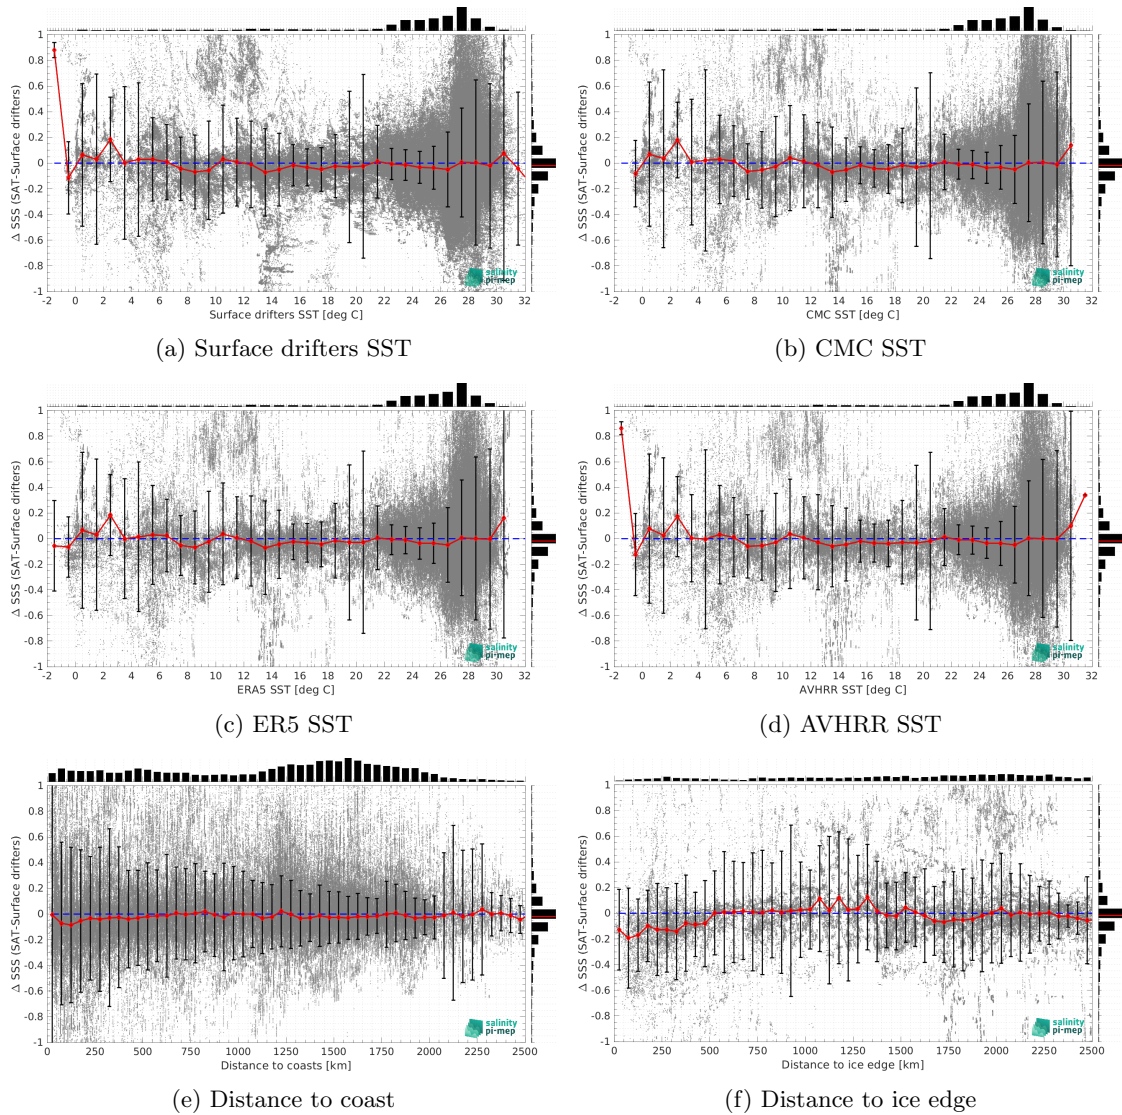 1
0.8
0.6
0.4
0.2
0
-0.2
-0.4
-0.6
-0.8
-1
Δ SSS (SAT-Surface drifters)
salinity
pi-mep
-2 0 2 4 6 8 10 12 14 16 18 20 22 24 26 28 30 32
Surface drifters SST [deg C]
(a) Surface drifters SST
1
0.8
0.6
0.4
0.2
0
-0.2
-0.4
-0.6
-0.8
-1
Δ SSS (SAT-Surface drifters)
salinity
pi-mep
-2 0 2 4 6 8 10 12 14 16 18 20 22 24 26 28 30 32
CMC SST [deg C]
(b) CMC SST
1
0.8
0.6
0.4
0.2
0
-0.2
-0.4
-0.6
-0.8
-1
Δ SSS (SAT-Surface drifters)
salinity
pi-mep
-2 0 2 4 6 8 10 12 14 16 18 20 22 24 26 28 30 32
ERA5 SST [deg C]
(c) ER5 SST
1
0.8
0.6
0.4
0.2
0
-0.2
-0.4
-0.6
-0.8
-1
Δ SSS (SAT-Surface drifters)
salinity
pi-mep
-2 0 2 4 6 8 10 12 14 16 18 20 22 24 26 28 30 32
AVHRR SST [deg C]
(d) AVHRR SST
1
0.8
0.6
0.4
0.2
0
-0.2
-0.4
-0.6
-0.8
-1
Δ SSS (SAT-Surface drifters)
salinity
pi-mep
0 250 500 750 1000 1250 1500 1750 2000 2250 2500
Distance to coasts [km]
(e) Distance to coast
1
0.8
0.6
0.4
0.2
0
-0.2
-0.4
-0.6
-0.8
-1
Δ SSS (SAT-Surface drifters)
salinity
pi-mep
0 250 500 750 1000 1250 1500 1750 2000 2250 2500
Distance to ice edge [km]
(f) Distance to ice edge